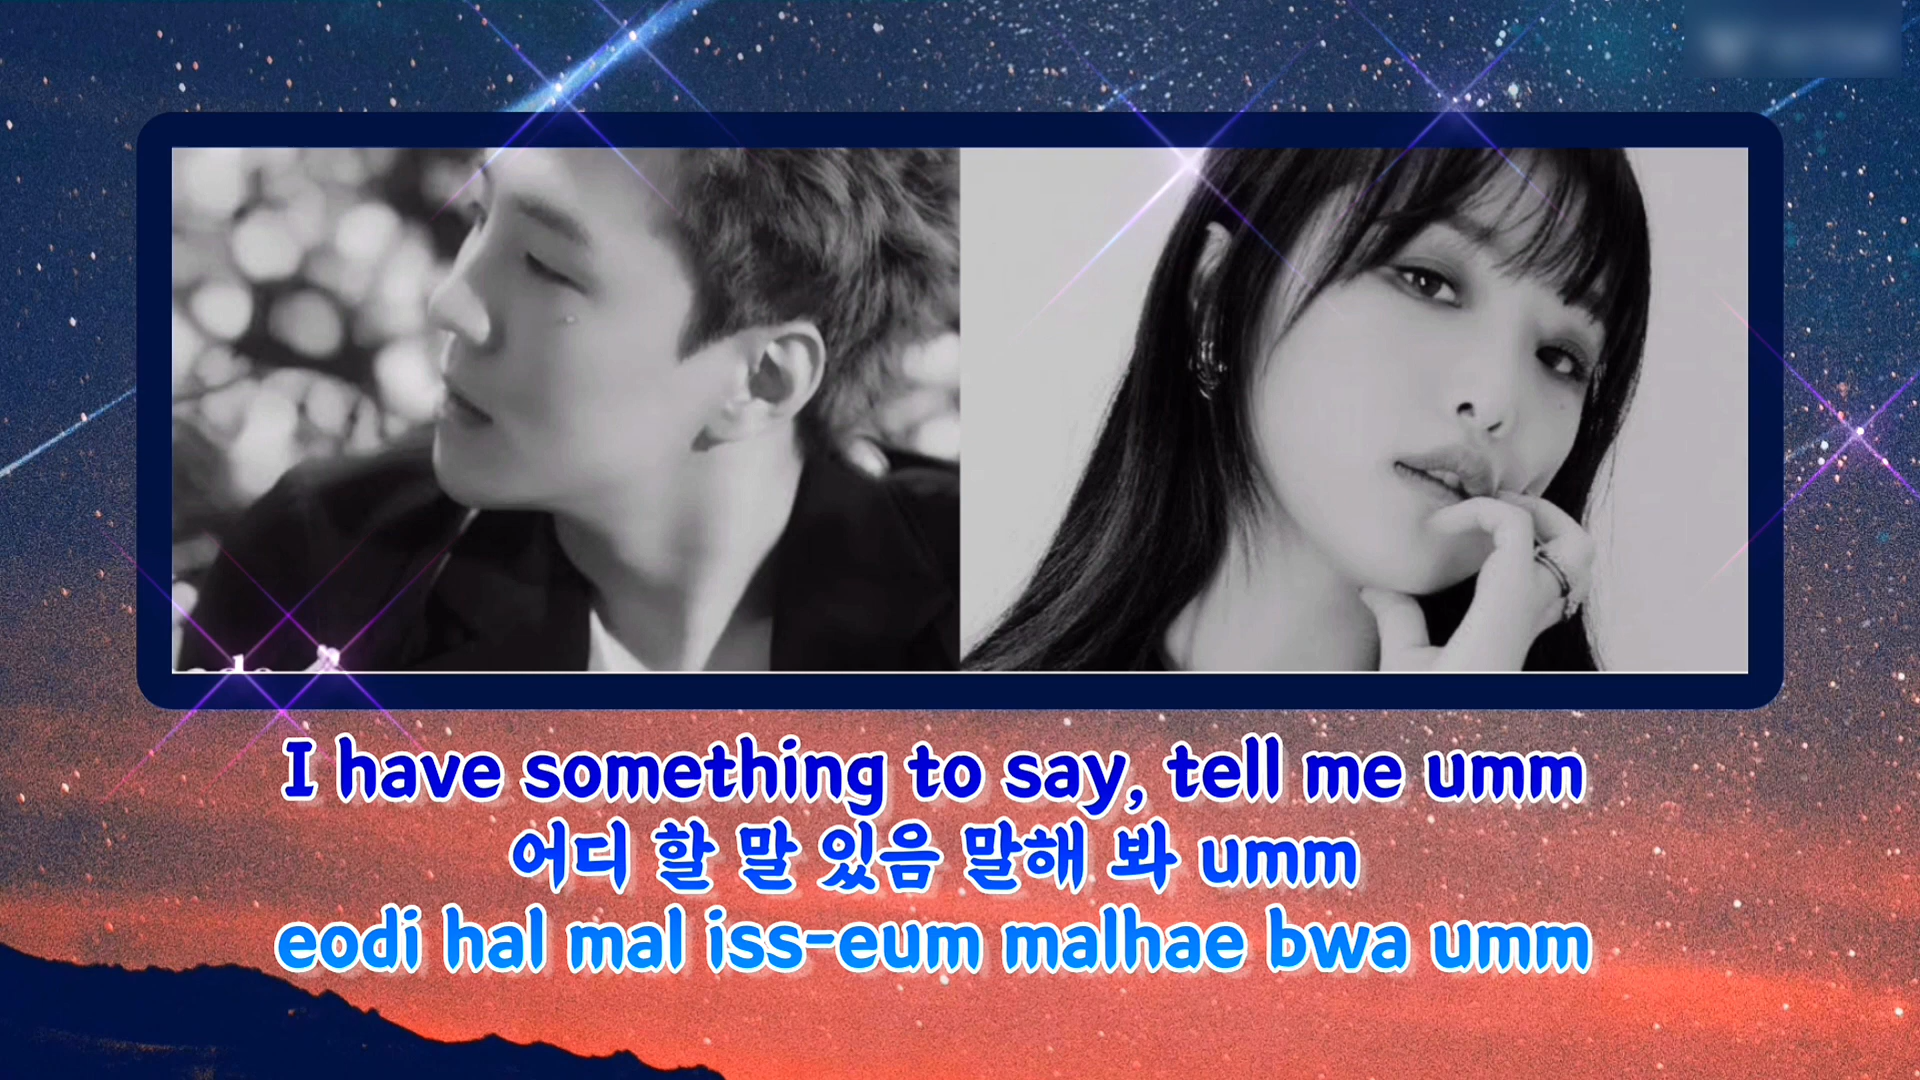 I have something to say, tell me umm
어디 할 말 있음 말해 봐 umm
eodi hal mal iss-eum malhae bwa umm